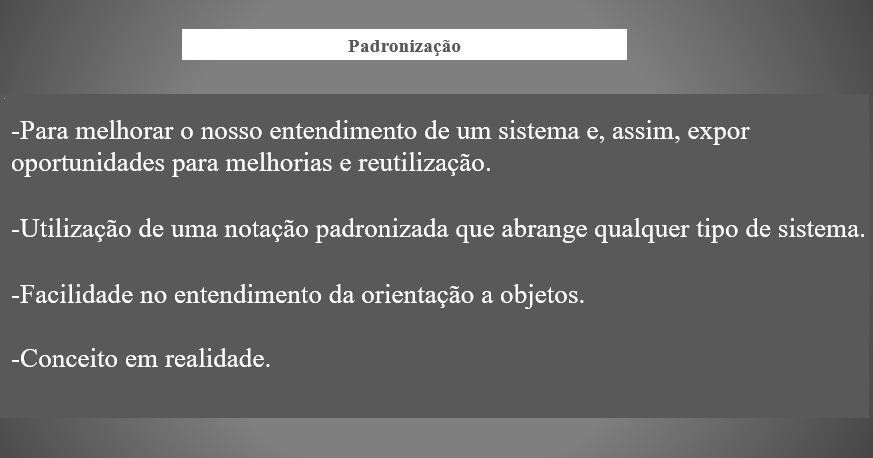 Padronização
-Para melhorar o nosso entendimento de um sistema e, assim, expor
oportunidades para melhorias e reutilização.
-Utilização de uma notação padronizada que abrange qualquer tipo de sistema.
-Facilidade no entendimento da orientação a objetos.
-Conceito em realidade.